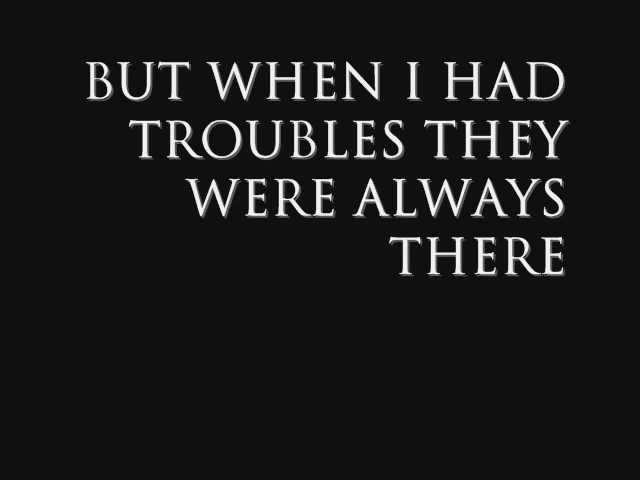 BUT WHEN I HAD
TROUBLES THEY
WERE ALWAYS
THERE